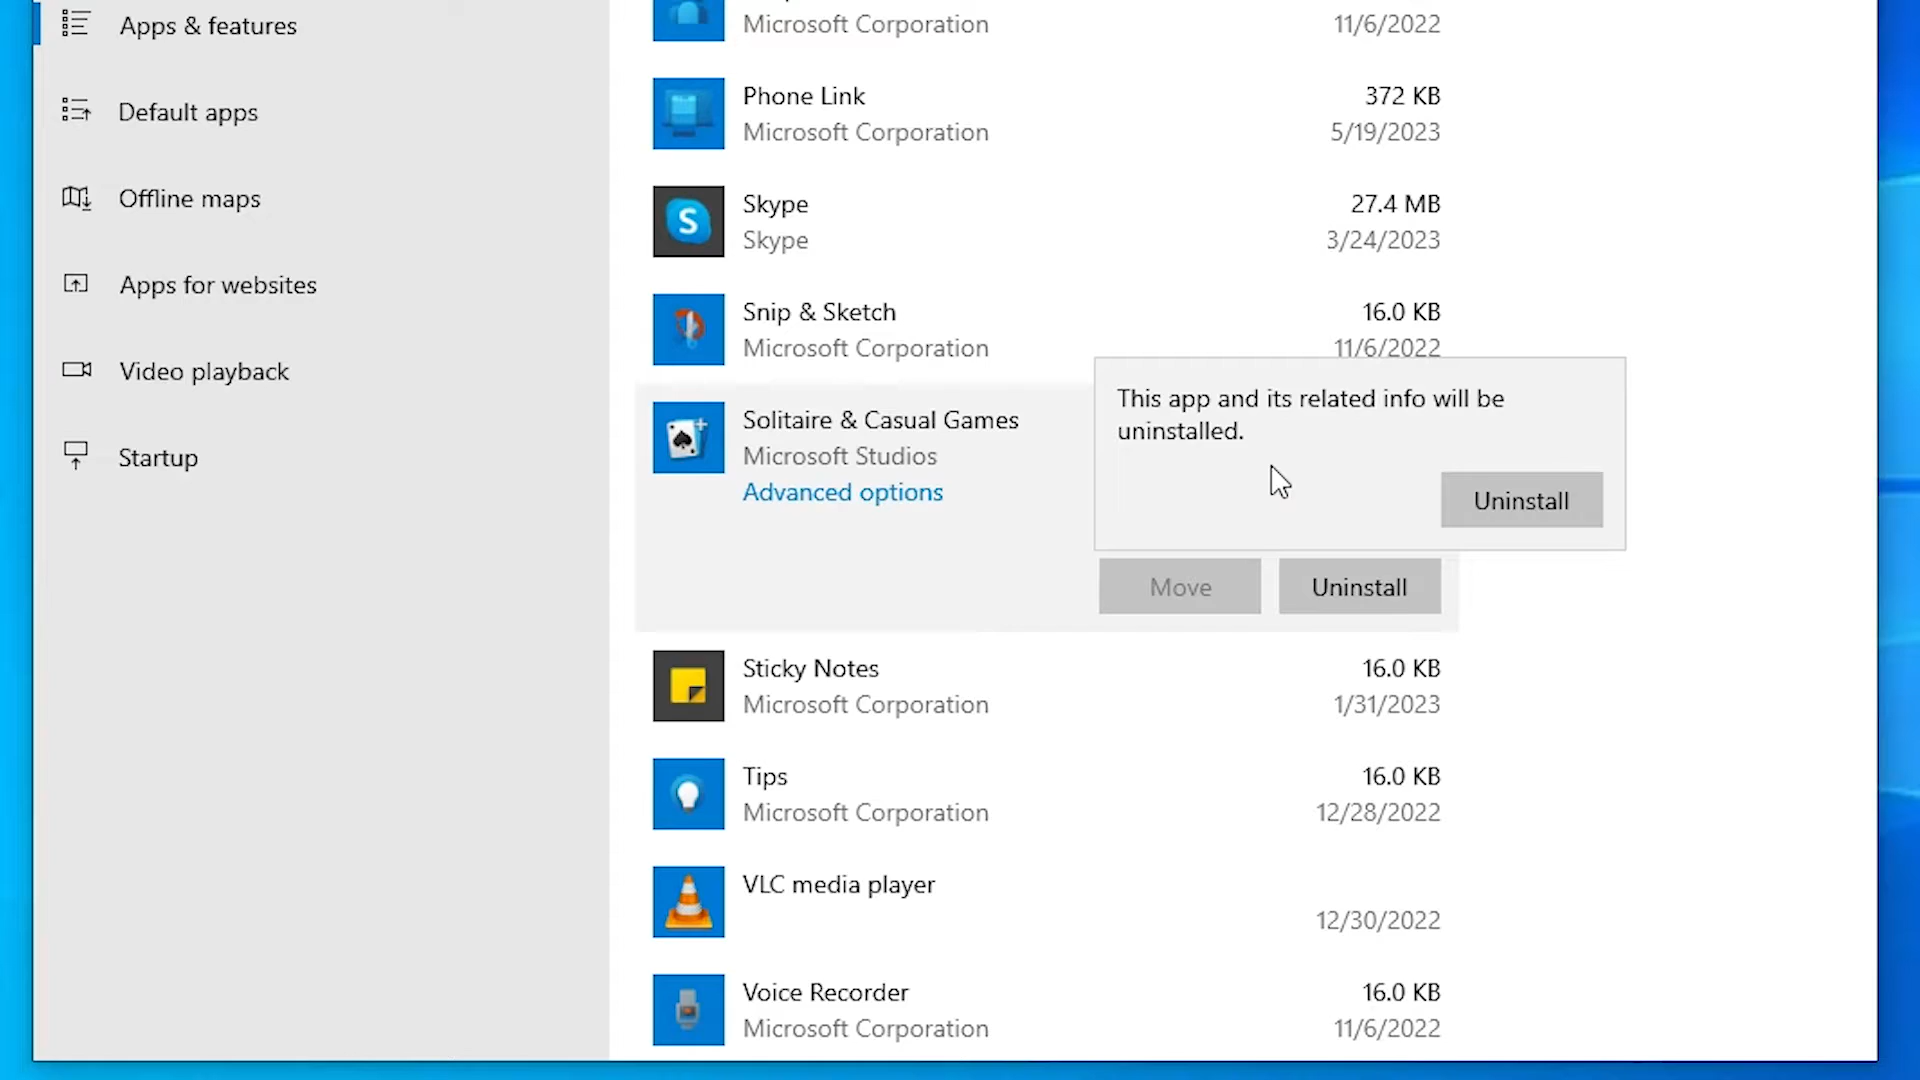 Apps & features
Default apps
Offline maps
Apps for websites
Video playback
Startup
Microsoft Corporation
11/6/2022
Phone Link
372 KB
Microsoft Corporation
5/19/2023
S
Skype
27.4 MB
Skype
3/24/2023
Snip & Sketch
16.0 KB
Microsoft Corporation
11/6/2022
Solitaire & Casual Games
Microsoft Studios
Advanced options
This app and its related info will be
uninstalled.
Uninstall
Move
Uninstall
Sticky Notes
16.0 KB
Microsoft Corporation
1/31/2023
Tips
16.0 KB
Microsoft Corporation
12/28/2022
VLC media player
12/30/2022
Voice Recorder
16.0 KB
Microsoft Corporation
11/6/2022